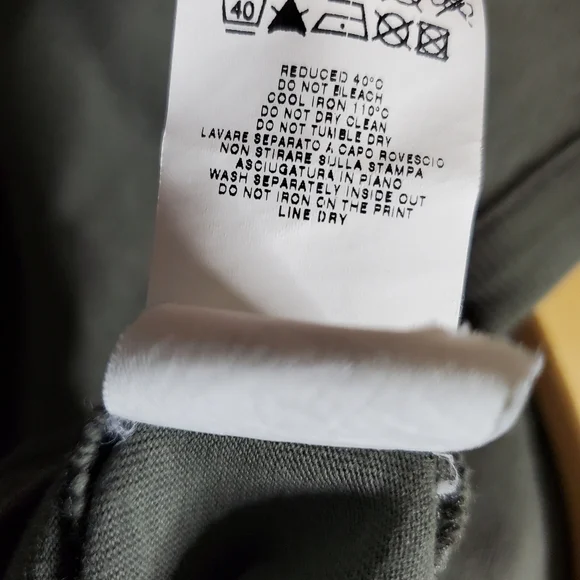 40
REDUCED 40°C
DO NOT BLEACH
COOL IRON 110°C
DO NOT DRY CLEAN
DO NOT TUMBLE DRY
LAVARE SEPARATO A CAPO ROVESCIO
NON STIRARE SULLA STAMPA
ASCIUGATURA IN PIANO
WASH SEPARATELY INSIDE OUT
DO NOT IRON ON THE PRINT
LINE DRY